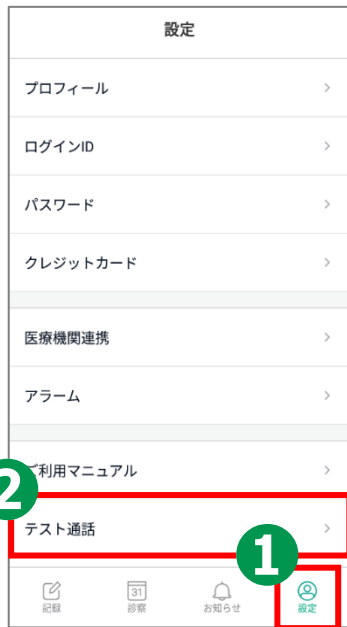 設定
プロフィール
ログインID
パスワード
クレジットカード
医療機関連携
アラーム
ご利用マニュアル
2
テスト通話
1
31
記録
診察
お知らせ
設定